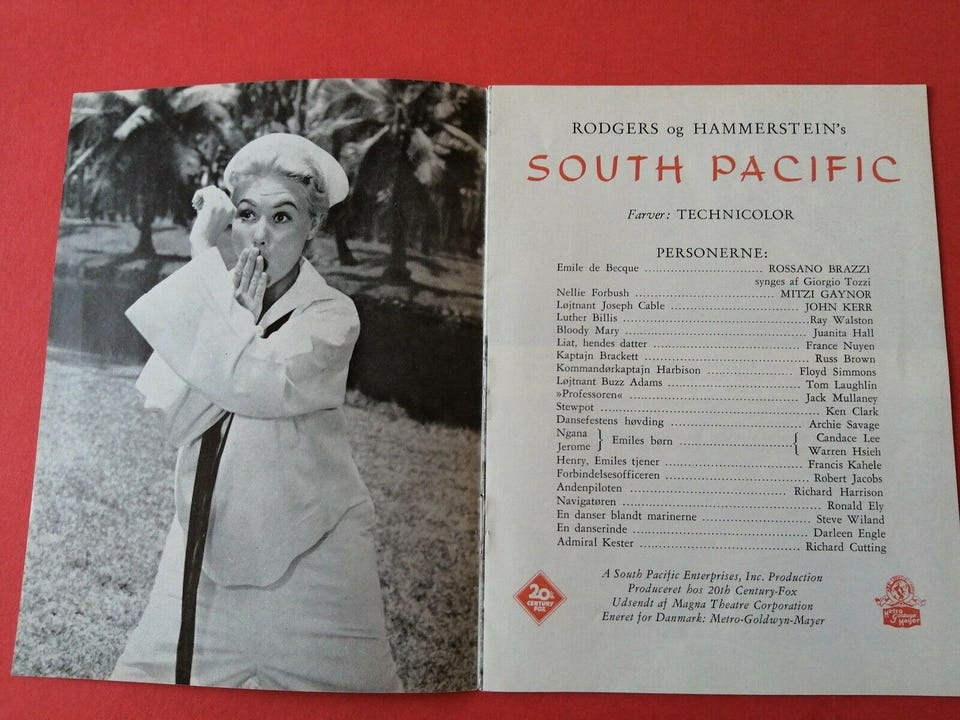 RODGERS og HAMMERSTEIN's
SOUTH PACIFIC
Farver: TECHNICOLOR
PERSONERNE:
Emile de Becque ............ ROSSANO BRAZZI
synges af Giorgio Tozzi
Nellie Forbush ............ MITZI GAYNOR
Løjtnant Joseph Cable ............ JOHN KERR
Luther Billis ............ Ray Walston
Bloody Mary ............ Juanita Hall
Liat, hendes datter ............ France Nuyen
Kaptajn Brackett ............ Russ Brown
Kommandørkaptajn Harbison ............ Floyd Simmons
Løjtnant Buzz Adams ............ Tom Laughlin
»Professoren« ............ Jack Mullaney
Stewpot ............ Ken Clark
Dansefestens høvding ............ Archie Savage
Ngana } Emiles børn ............ { Candace Lee
Jerome } { Warren Hsieh
Henry, Emiles tjener ............ Francis Kahele
Forbindelsesofficeren ............ Robert Jacobs
Andenpiloten ............ Richard Harrison
Navigatøren ............ Ronald Ely
En danser blandt marinerne ............ Steve Wiland
En danserinde ............ Darleen Engle
Admiral Kester ............ Richard Cutting
A South Pacific Enterprises, Inc. Production
Produceret hos 20th Century-Fox
Udsendt af Magna Theatre Corporation
Eneret for Danmark: Metro-Goldwyn-Mayer
20th
CENTURY
FOX
Metro
Goldwyn
Mayer